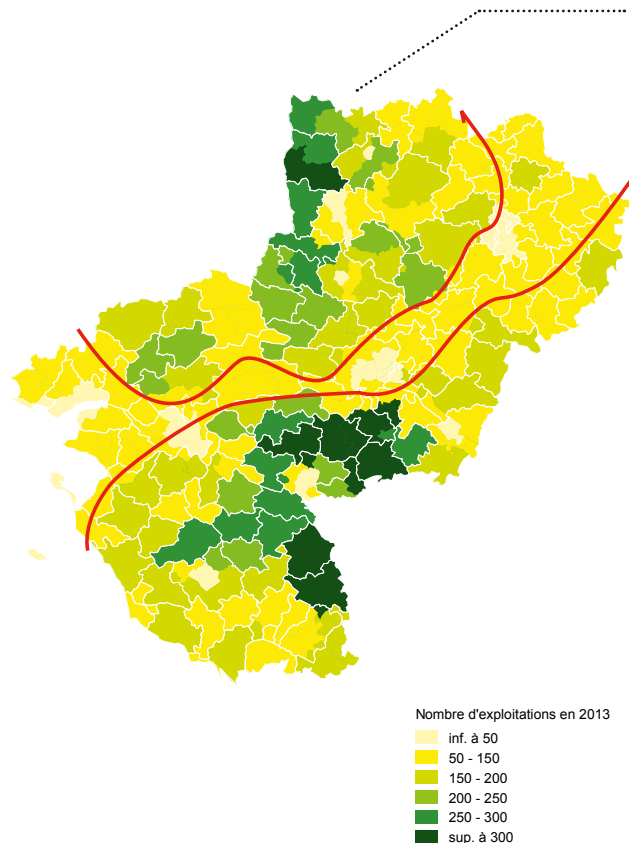 Nombre d'exploitations en 2013
inf. à 50
50 - 150
150 - 200
200 - 250
250 - 300
sup. à 300